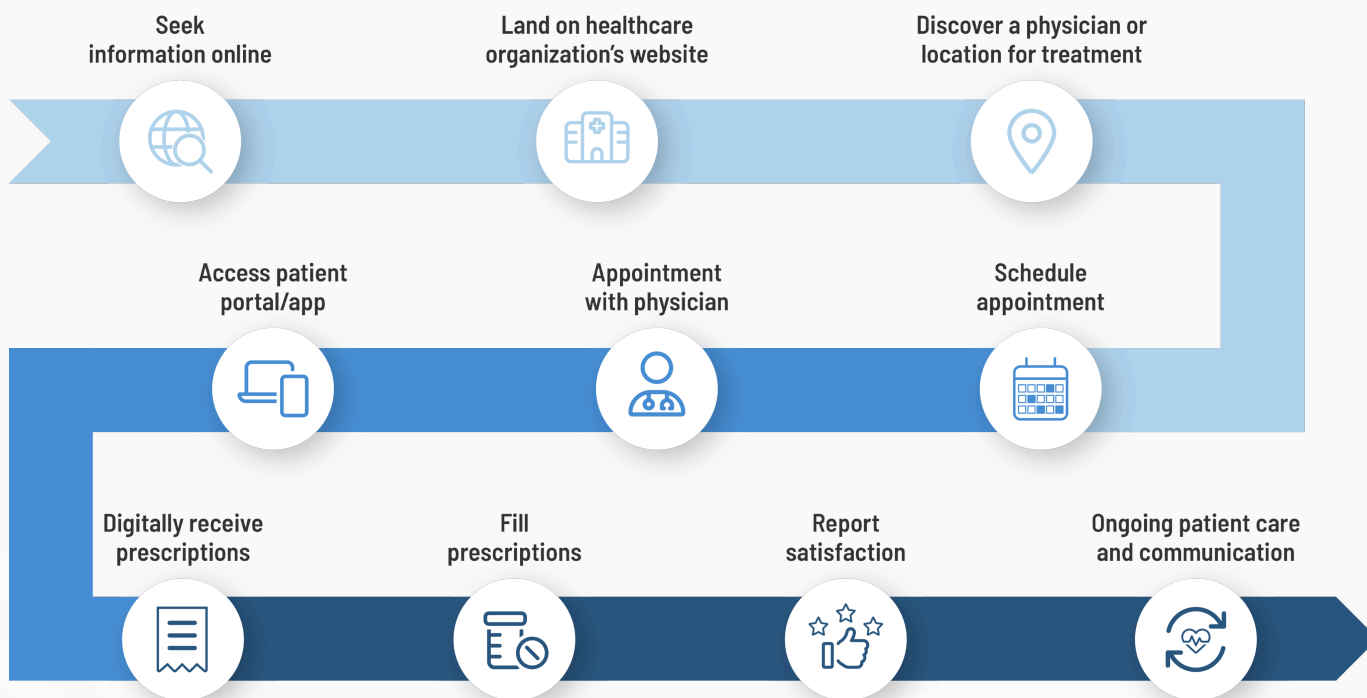 Seek
information online
Land on healthcare
organization's website
Discover a physician or
location for treatment
Access patient
portal/app
Appointment
with physician
Schedule
appointment
Digitally receive
prescriptions
Fill
prescriptions
Report
satisfaction
Ongoing patient care
and communication